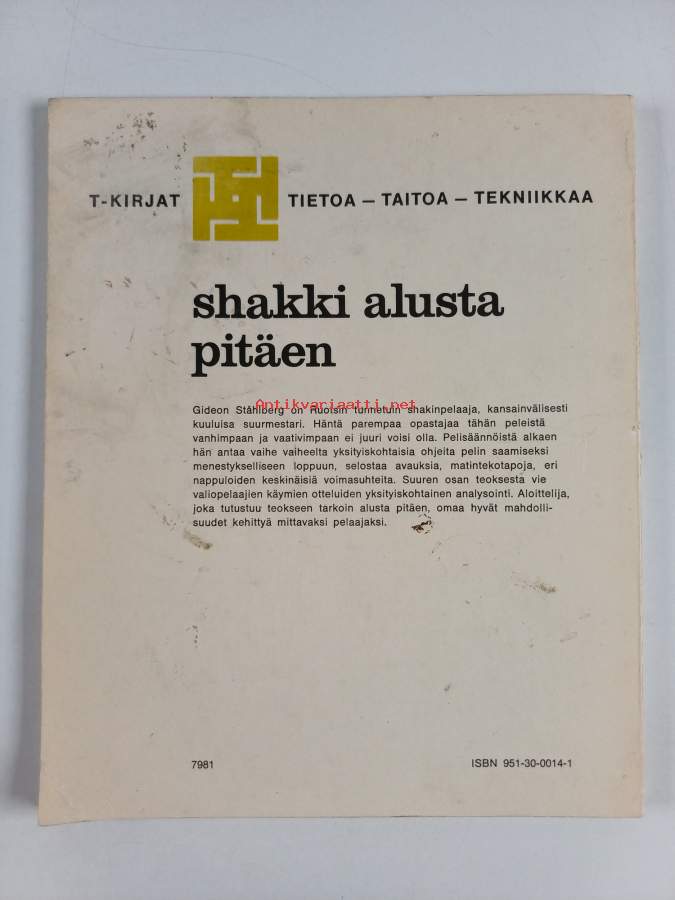 T-KIRJAT TIETOA — TAITOA — TEKNIIKKAA
shakki alusta
pitäen
Antikvariaatti.net
Gideon Ståhlberg on Ruotsin tunnetuin shakinpelaaja, kansainvälisesti
kuuluisa suurmestari. Häntä parempaa opastajaa tähän peleistä
vanhimpaan ja vaativimpaan ei juuri voisi olla. Pelisäännöistä alkaen
hän antaa vaihe vaiheelta yksityiskohtaisia ohjeita pelin saamiseksi
menestykselliseen loppuun, selostaa avauksia, matintekotapoja, eri
nappuloiden keskinäisiä voimasuhteita. Suuren osan teoksesta vie
valiopelaajien käymien otteluiden yksityiskohtainen analysointi. Aloittelija,
joka tutustuu teokseen tarkoin alusta pitäen, omaa hyvät mahdolli-
suudet kehittyä mittavaksi pelaajaksi.
7981 ISBN 951-30-0014-1